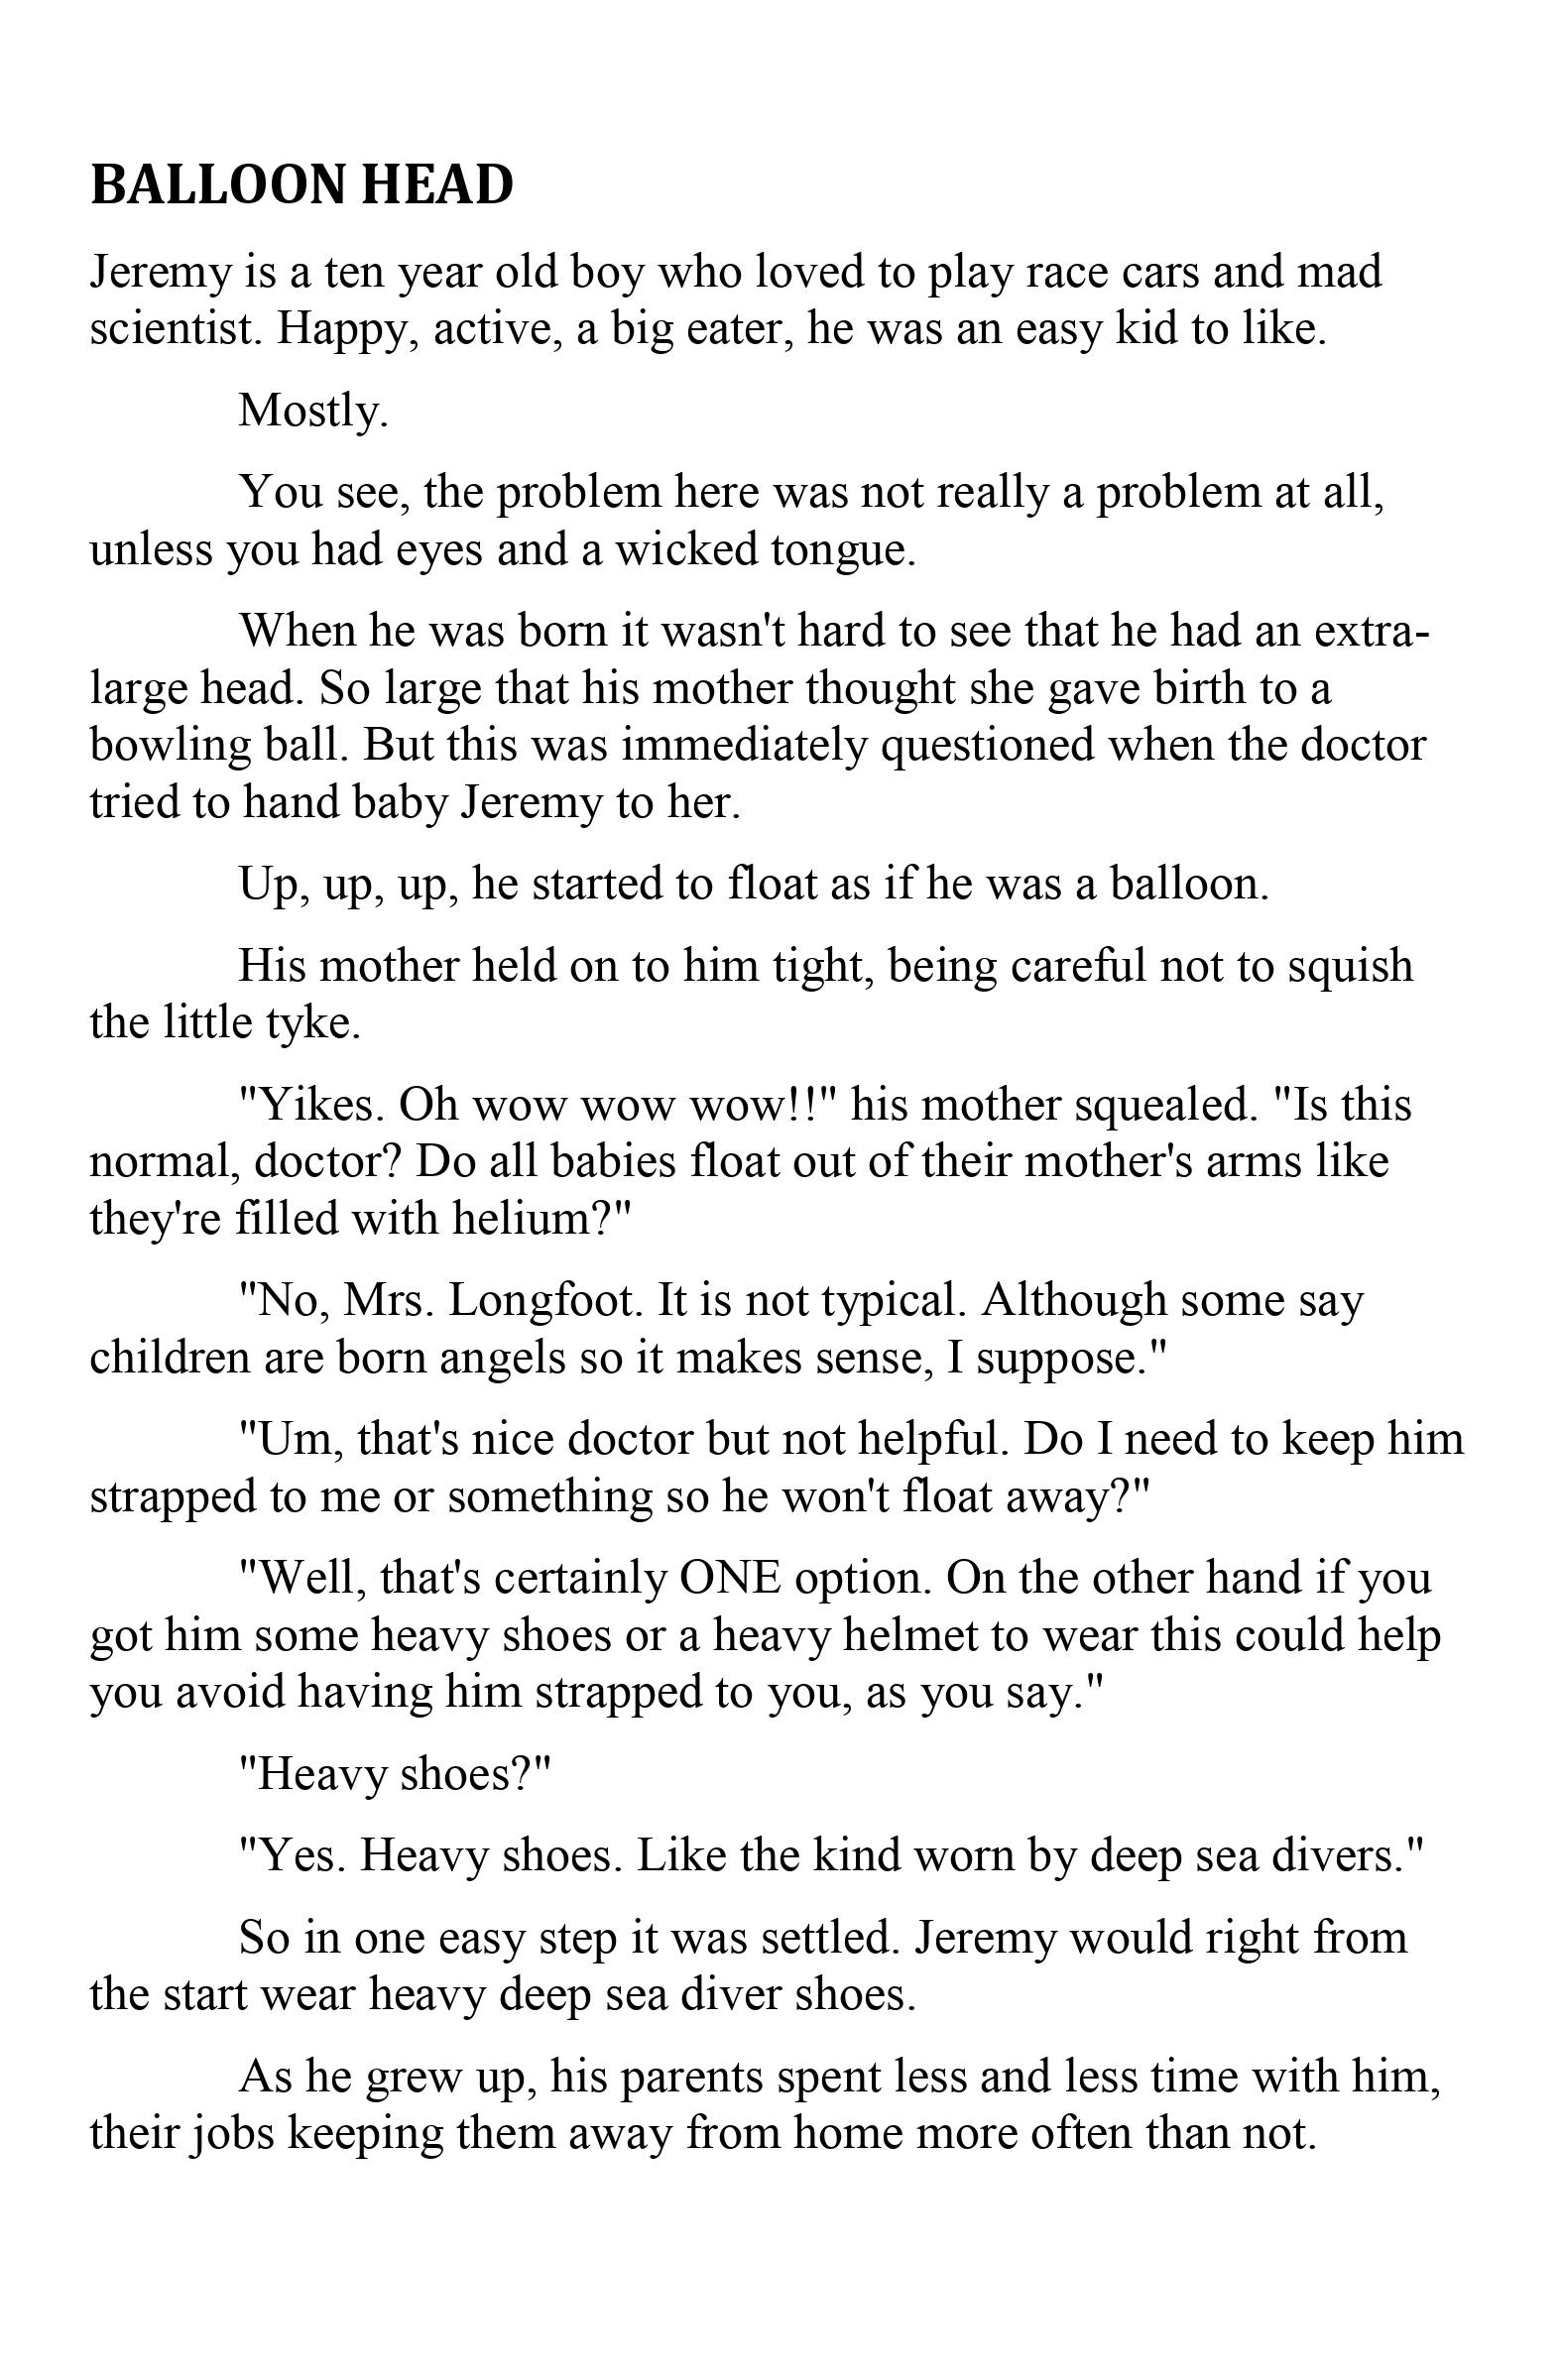 BALLOON HEAD
Jeremy is a ten year old boy who loved to play race cars and mad
scientist. Happy, active, a big eater, he was an easy kid to like.
Mostly.
You see, the problem here was not really a problem at all,
unless you had eyes and a wicked tongue.
When he was born it wasn't hard to see that he had an extra-
large head. So large that his mother thought she gave birth to a
bowling ball. But this was immediately questioned when the doctor
tried to hand baby Jeremy to her.
Up, up, up, he started to float as if he was a balloon.
His mother held on to him tight, being careful not to squish
the little tyke.
"Yikes. Oh wow wow wow!!" his mother squealed. "Is this
normal, doctor? Do all babies float out of their mother's arms like
they're filled with helium?"
"No, Mrs. Longfoot. It is not typical. Although some say
children are born angels so it makes sense, I suppose."
"Um, that's nice doctor but not helpful. Do I need to keep him
strapped to me or something so he won't float away?"
"Well, that's certainly ONE option. On the other hand if you
got him some heavy shoes or a heavy helmet to wear this could help
you avoid having him strapped to you, as you say."
"Heavy shoes?"
"Yes. Heavy shoes. Like the kind worn by deep sea divers."
So in one easy step it was settled. Jeremy would right from
the start wear heavy deep sea diver shoes.
As he grew up, his parents spent less and less time with him,
their jobs keeping them away from home more often than not.